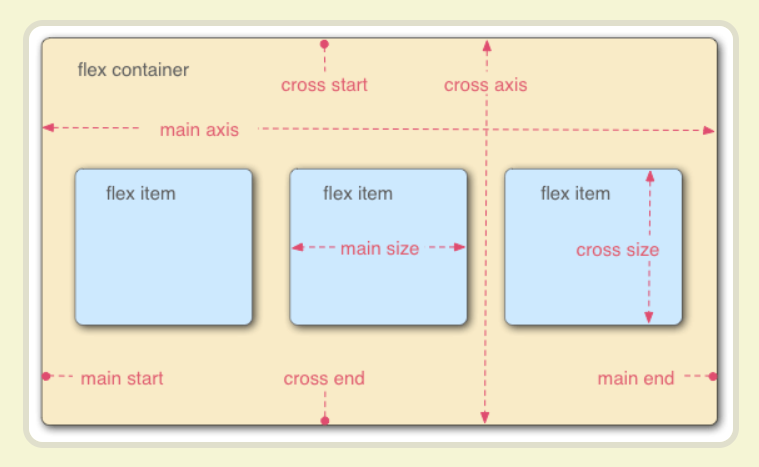 flex container
cross start
cross axis
main axis
flex item
flex item
flex item
main size
cross size
main start
cross end
main end